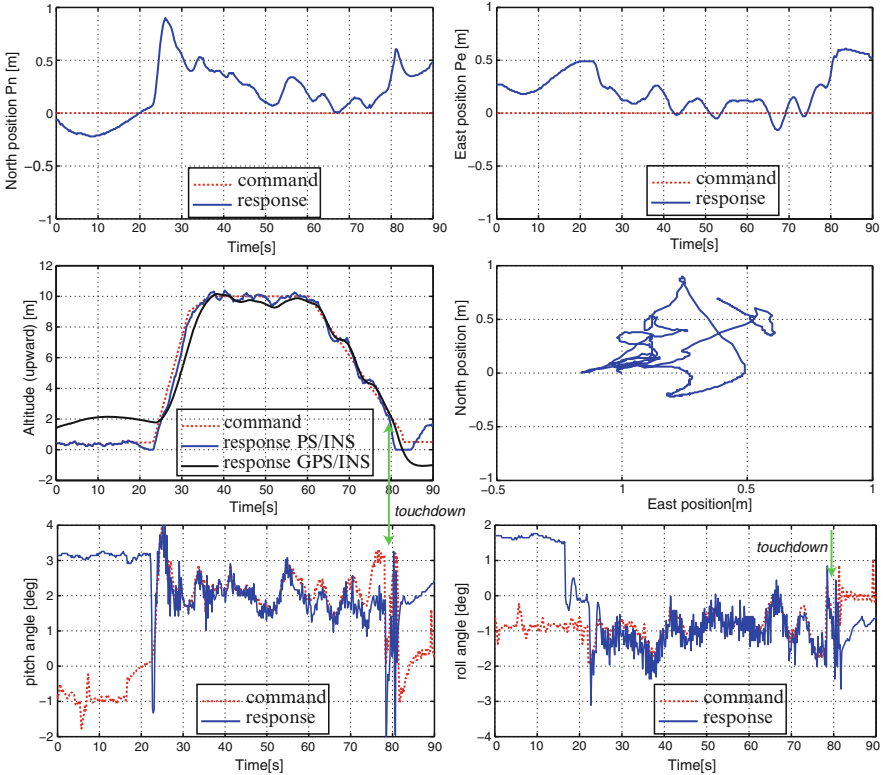 North position Pn [m]
1
0.5
0
−0.5
−1
0 10 20 30 40 50 60 70 80 90
Time[s]
command
response
East position Pe [m]
1
0.5
0
−0.5
−1
0 10 20 30 40 50 60 70 80 90
Time[s]
command
response
Altitude (upward) [m]
12
10
8
6
4
2
0
−2
0 10 20 30 40 50 60 70 80 90
Time[s]
command
response PS/INS
response GPS/INS
North position [m]
1
0.5
0
−0.5
−1
−0.5 1 0.5 1
East position[m]
touchdown
pitch angle [deg]
4
3
2
1
0
−1
−2
0 10 20 30 40 50 60 70 80 90
Time[s]
command
response
roll angle [deg]
2
1
0
−1
−2
−3
−4
0 10 20 30 40 50 60 70 80 90
Time[s]
touchdown
command
response